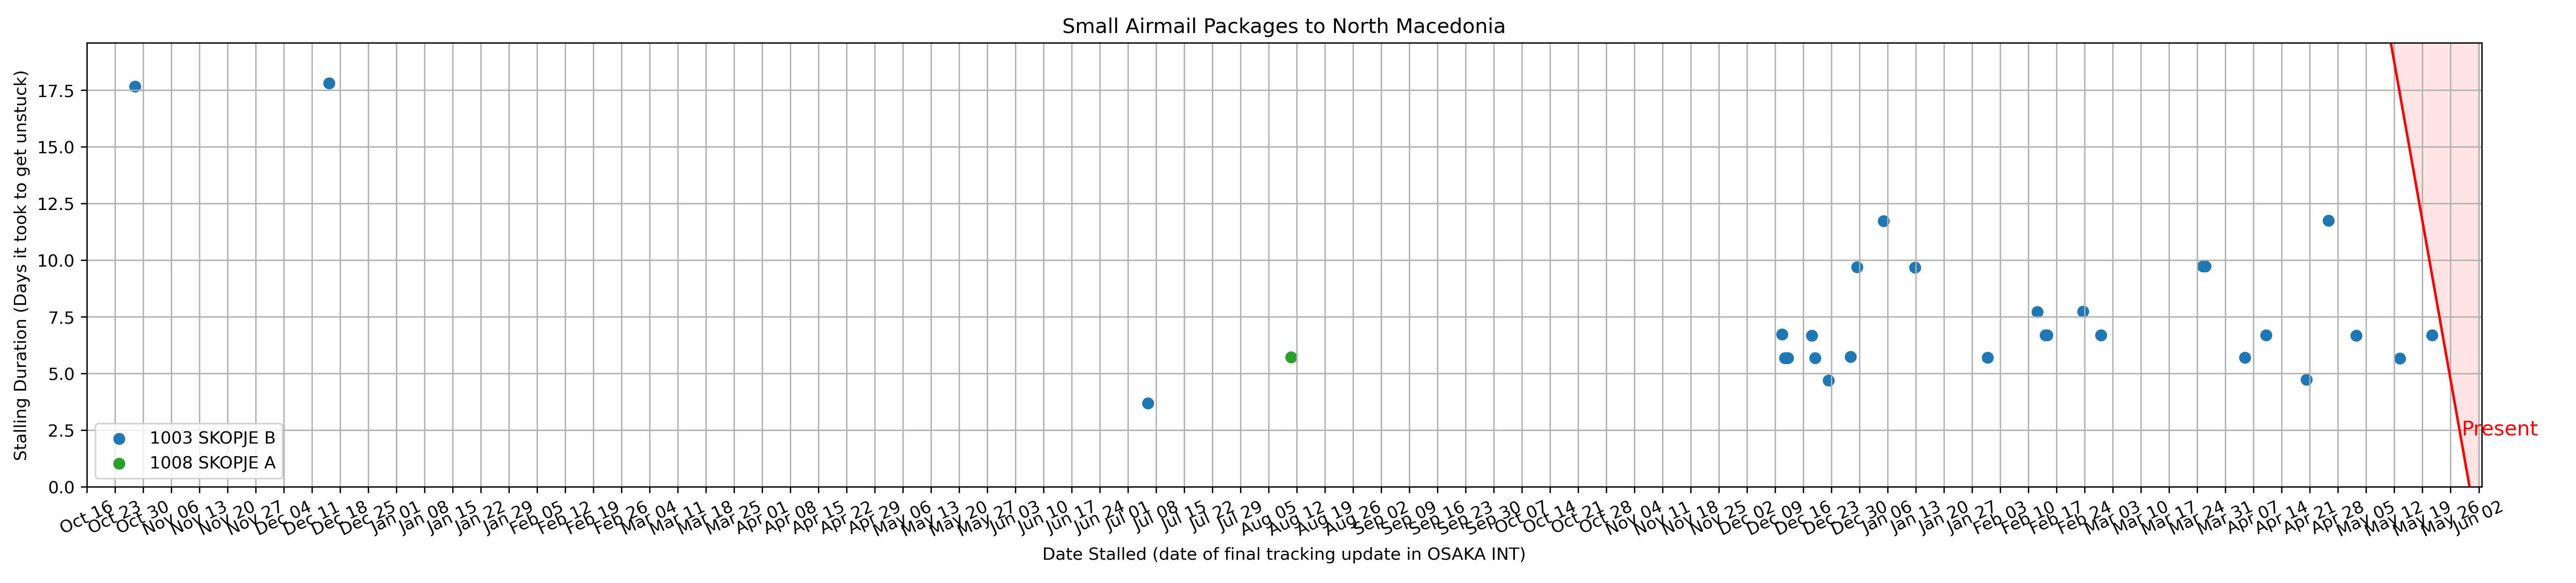 Small Airmail Packages to North Macedonia
Stalling Duration (Days it took to get unstuck)
17.5
15.0
12.5
10.0
7.5
5.0
2.5
0.0
1003 SKOPJE B
1008 SKOPJE A
Present
Oct 16 Oct 23 Oct 30 Nov 06 Nov 13 Nov 20 Nov 27 Dec 04 Dec 11 Dec 18 Dec 25 Jan 01 Jan 08 Jan 15 Jan 22 Jan 29 Feb 05 Feb 12 Feb 19 Feb 26 Mar 04 Mar 11 Mar 18 Mar 25 Apr 01 Apr 08 Apr 15 Apr 22 Apr 29 May 06 May 13 May 20 May 27 Jun 03 Jun 10 Jun 17 Jun 24 Jul 01 Jul 08 Jul 15 Jul 22 Jul 29 Aug 05 Aug 12 Aug 19 Aug 26 Sep 02 Sep 09 Sep 16 Sep 23 Sep 30 Oct 07 Oct 14 Oct 21 Oct 28 Nov 04 Nov 11 Nov 18 Nov 25 Dec 02 Dec 09 Dec 16 Dec 23 Dec 30 Jan 06 Jan 13 Jan 20 Jan 27 Feb 03 Feb 10 Feb 17 Feb 24 Mar 03 Mar 10 Mar 17 Mar 24 Mar 31 Apr 07 Apr 14 Apr 21 Apr 28 May 05 May 12 May 19 May 26 Jun 02
Date Stalled (date of final tracking update in OSAKA INT)